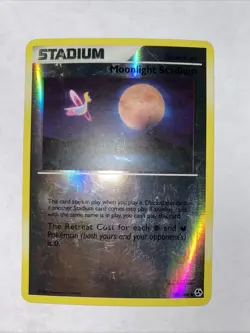 STADIUM
Moonlight Stadium
This card stays in play when you play it. Discard this card
if another Stadium card comes into play. If another card
with the same name is in play, you can't play this card.
The Retreat Cost for each and
Pokémon (both yours and your opponent's)
is 0.